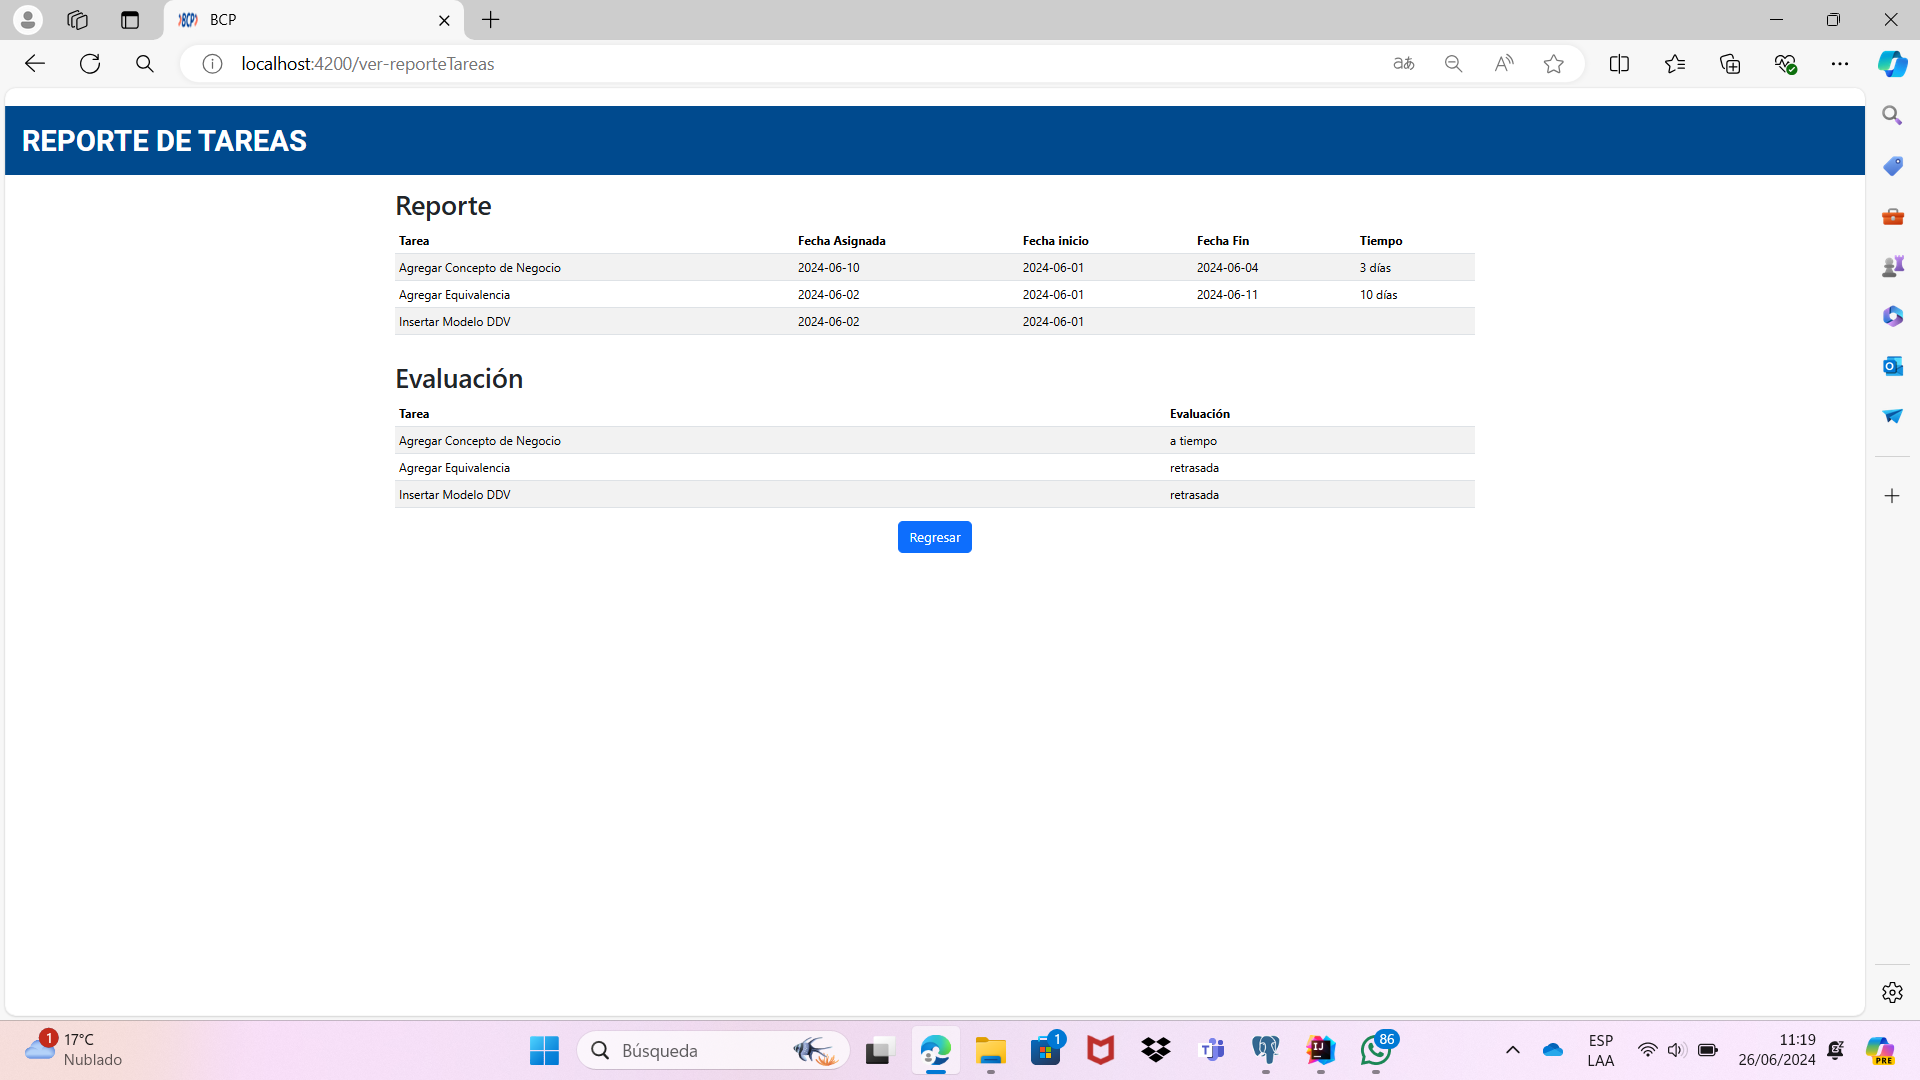 BCP BCP
localhost:4200/ver-reporteTareas
REPORTE DE TAREAS
Reporte
Tarea Fecha Asignada Fecha inicio Fecha Fin Tiempo
Agregar Concepto de Negocio 2024-06-10 2024-06-01 2024-06-04 3 días
Agregar Equivalencia 2024-06-02 2024-06-01 2024-06-11 10 días
Insertar Modelo DDV 2024-06-02 2024-06-01
Evaluación
Tarea Evaluación
Agregar Concepto de Negocio a tiempo
Agregar Equivalencia retrasada
Insertar Modelo DDV retrasada
Regresar
1 17°C
Nublado
Búsqueda
1
86
ESP
LAA
11:19
26/06/2024
PRE